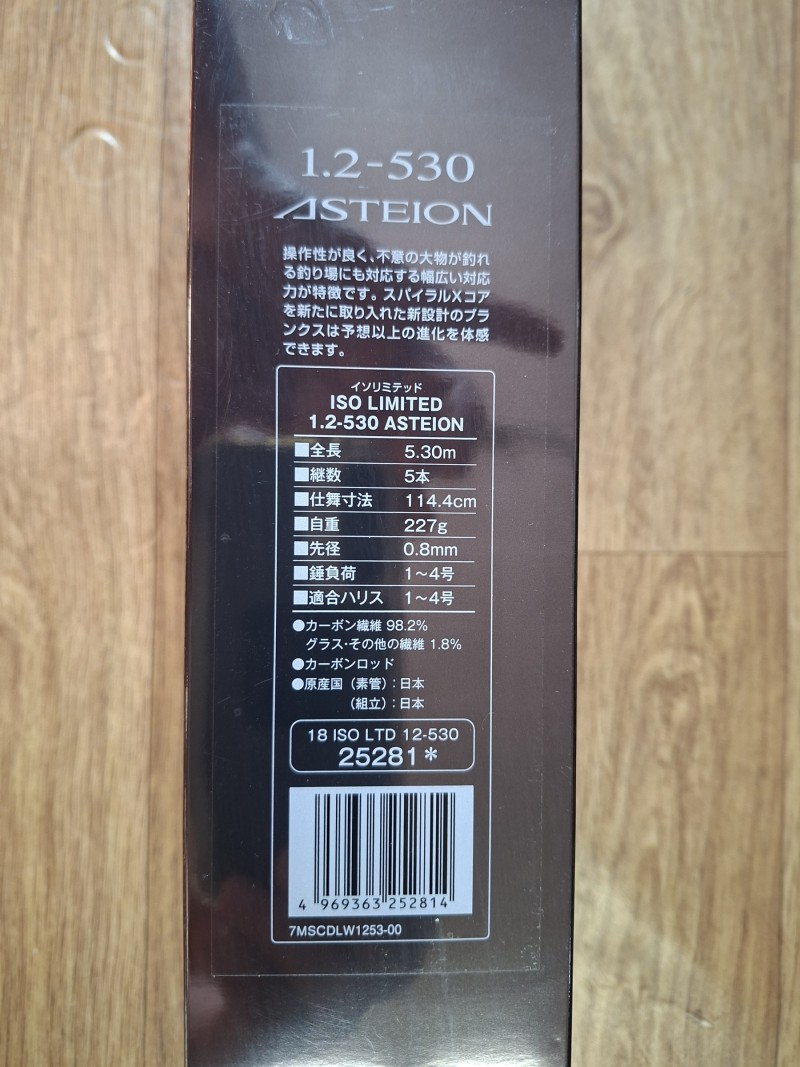 1.2-530
ASTEION
操作性が良く、不意の大物が釣れ
る釣り場にも対応する幅広い対応
力が特徴です。スパイラルXコア
を新たに取り入れた新設計のブラ
ンクスは予想以上の進化を体感
できます。
イソリミテッド
ISO LIMITED
1.2-530 ASTEION
■全長 5.30m
■継数 5本
■仕舞寸法 114.4cm
■自重 227g
■先径 0.8mm
■錘負荷 1〜4号
■適合ハリス 1〜4号
●カーボン繊維 98.2%
グラス・その他の繊維 1.8%
●カーボンロッド
●原産国（素管）：日本
（組立）：日本
18 ISO LTD 12-530
25281*
4 969363 252814
7MSCDLW1253-00